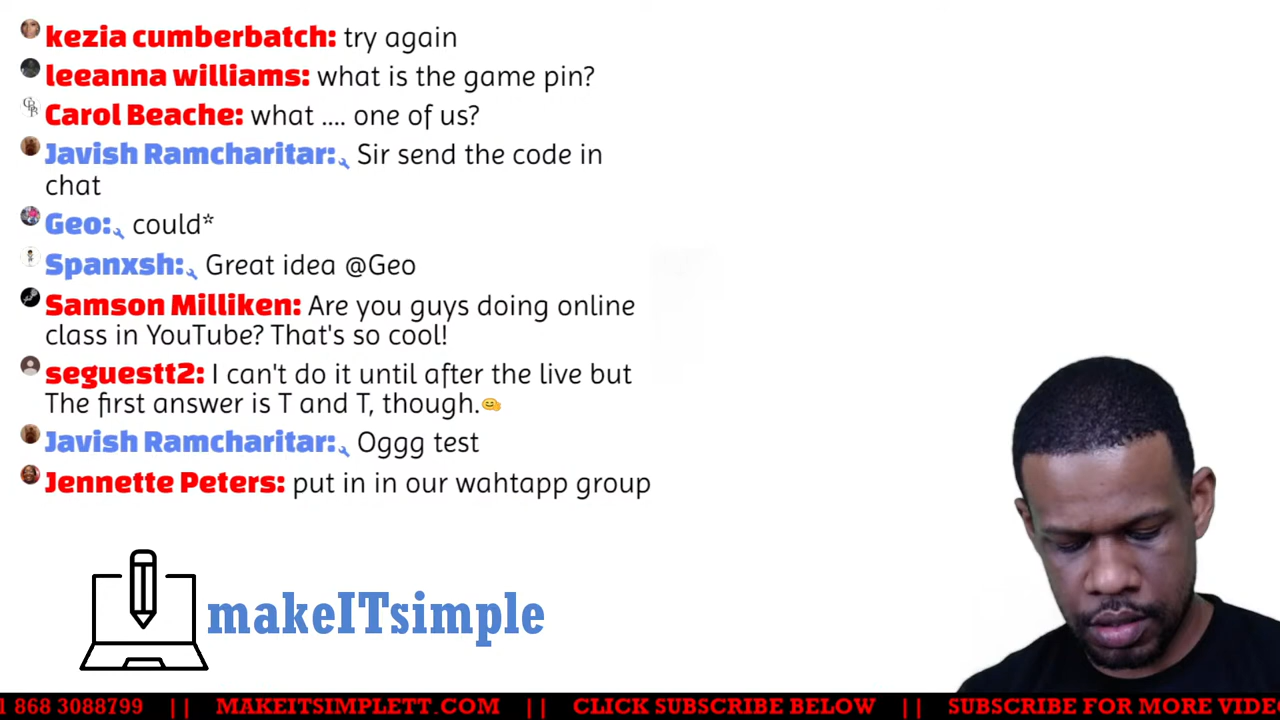 kezia cumberbatch: try again
leeanna williams: what is the game pin?
Carol Beache: what .... one of us?
Javish Ramcharitar: Sir send the code in
chat
Geo: could*
Spanxsh: Great idea @Geo
Samson Milliken: Are you guys doing online
class in YouTube? That's so cool!
seguestt2: I can't do it until after the live but
The first answer is T and T, though.
Javish Ramcharitar: Oggg test
Jennette Peters: put in in our wahtapp group
makeITsimple
1 868 3088799 || MAKEITSIMPLETT.COM || CLICK SUBSCRIBE BELOW || SUBSCRIBE FOR MORE VIDE